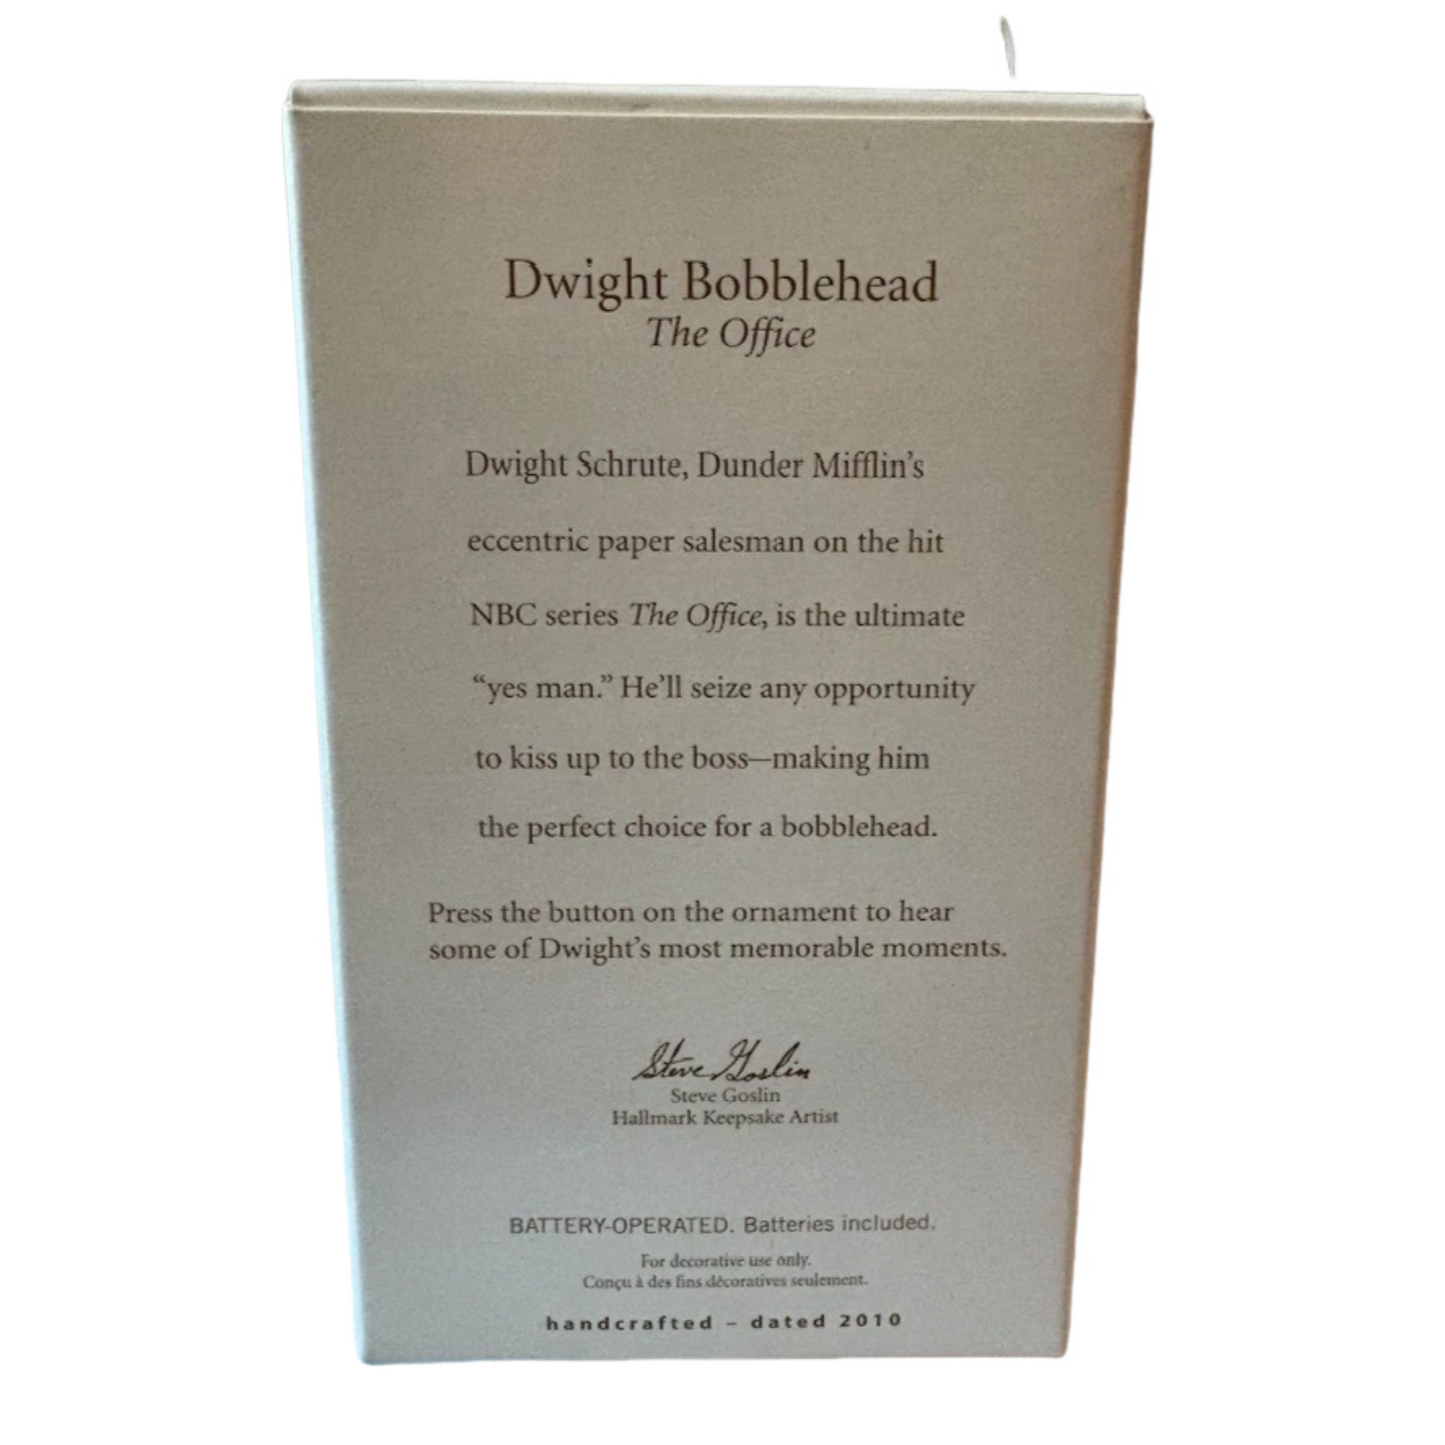 Dwight Bobblehead
The Office
Dwight Schrute, Dunder Mifflin's
eccentric paper salesman on the hit
NBC series The Office, is the ultimate
“yes man.” He'll seize any opportunity
to kiss up to the boss—making him
the perfect choice for a bobblehead.
Press the button on the ornament to hear
some of Dwight's most memorable moments.
Steve Goslin
Steve Goslin
Hallmark Keepsake Artist
BATTERY-OPERATED. Batteries included.
For decorative use only.
Conçu à des fins décoratives seulement.
handcrafted – dated 2010